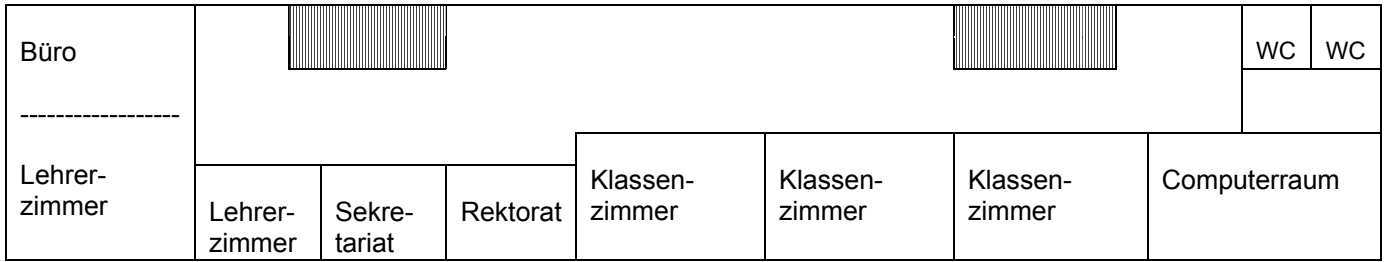 Büro
WC WC
-------------------
Lehrer-
zimmer
Lehrer-
zimmer
Sekre-
tariat
Rektorat
Klassen-
zimmer
Klassen-
zimmer
Klassen-
zimmer
Computerraum